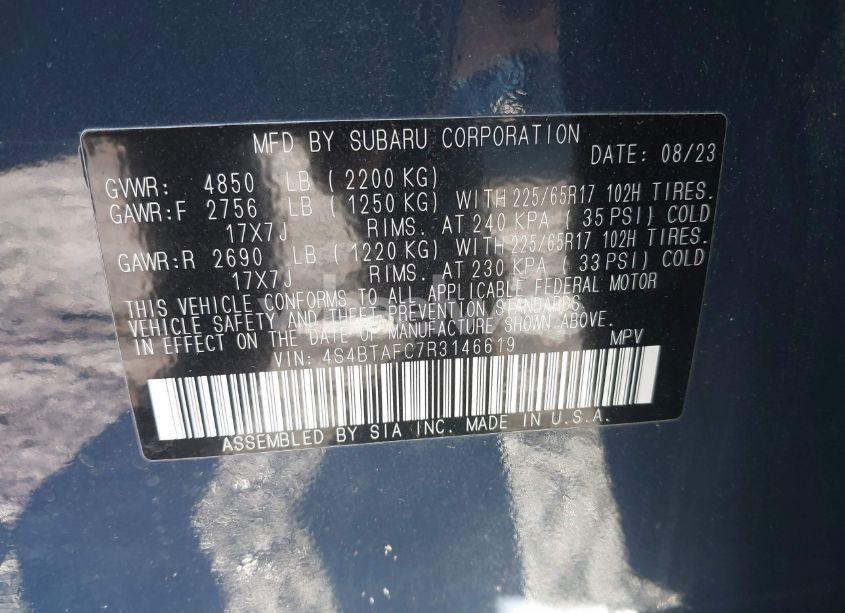 MFD BY SUBARU CORPORATION
DATE: 08/23
GVWR: 4850 LB (2200 KG)
GAWR:F 2756 LB (1250 KG) WITH 225/65R17 102H TIRES.
17X7J RIMS. AT 240 KPA (35 PSI) COLD
GAWR:R 2690 LB (1220 KG) WITH 225/65R17 102H TIRES.
17X7J RIMS. AT 230 KPA (33 PSI) COLD
THIS VEHICLE CONFORMS TO ALL APPLICABLE FEDERAL MOTOR
VEHICLE SAFETY AND THEFT PREVENTION STANDARDS
IN EFFECT ON THE DATE OF MANUFACTURE SHOWN ABOVE.
VIN: 4S4BTAFC7R3146619 MPV
ASSEMBLED BY SIA INC. MADE IN U.S.A.